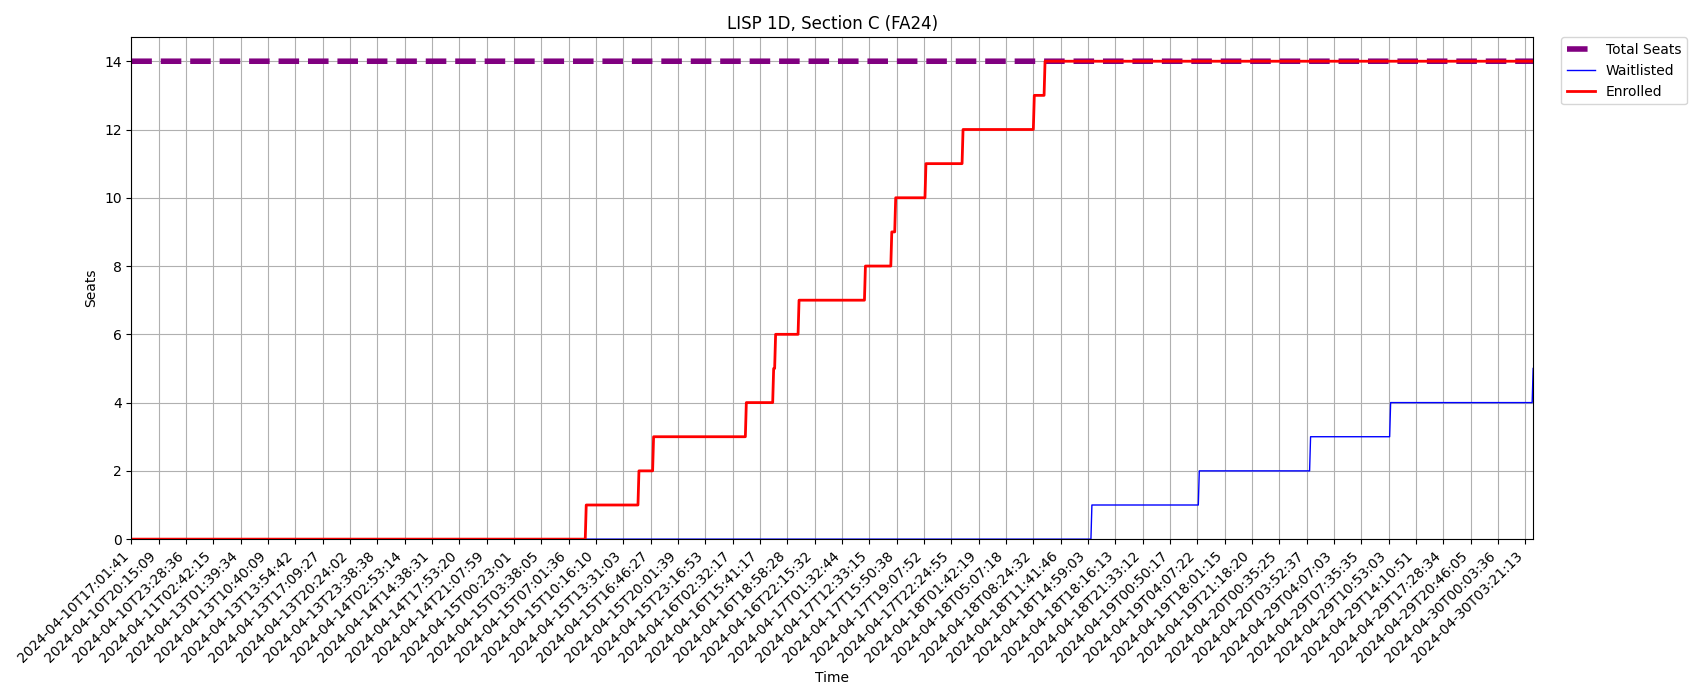 LISP 1D, Section C (FA24)
Total Seats
Waitlisted
Enrolled
Seats
14
12
10
8
6
4
2
0
2024-04-10T17:01:41
2024-04-10T20:15:09
2024-04-10T23:28:36
2024-04-11T02:42:15
2024-04-13T01:39:34
2024-04-13T10:40:09
2024-04-13T13:54:42
2024-04-13T17:09:27
2024-04-13T20:24:02
2024-04-13T23:38:38
2024-04-14T02:53:14
2024-04-14T14:38:31
2024-04-14T17:53:20
2024-04-14T21:07:59
2024-04-15T00:23:01
2024-04-15T03:38:05
2024-04-15T07:01:36
2024-04-15T10:16:10
2024-04-15T13:31:03
2024-04-15T16:46:27
2024-04-15T20:01:39
2024-04-15T23:16:53
2024-04-16T02:32:17
2024-04-16T15:41:17
2024-04-16T18:58:28
2024-04-16T22:15:32
2024-04-17T01:32:44
2024-04-17T12:33:15
2024-04-17T15:50:38
2024-04-17T19:07:52
2024-04-17T22:24:55
2024-04-18T01:42:19
2024-04-18T05:07:18
2024-04-18T08:24:32
2024-04-18T11:41:46
2024-04-18T14:59:03
2024-04-18T18:16:13
2024-04-18T21:33:12
2024-04-19T00:50:17
2024-04-19T04:07:22
2024-04-19T18:01:15
2024-04-19T21:18:20
2024-04-20T00:35:25
2024-04-20T03:52:37
2024-04-29T04:07:03
2024-04-29T07:35:35
2024-04-29T10:53:03
2024-04-29T14:10:51
2024-04-29T17:28:34
2024-04-29T20:46:05
2024-04-30T00:03:36
2024-04-30T03:21:13
Time